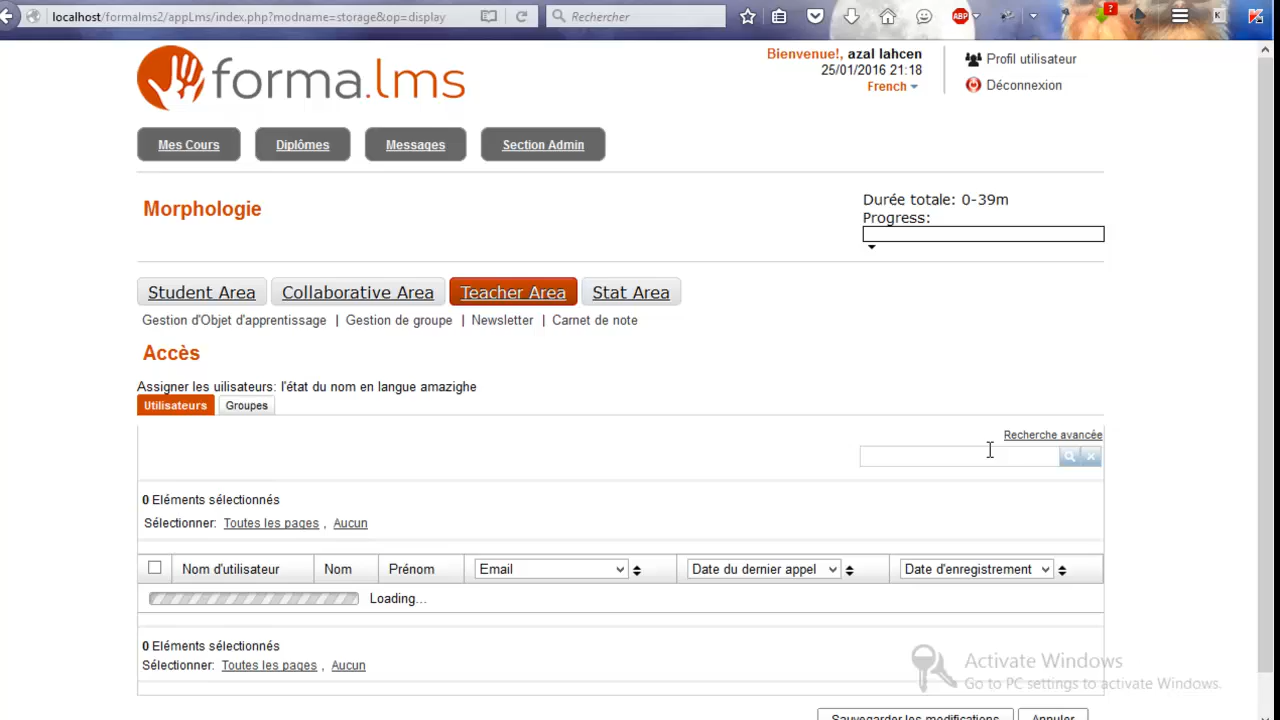 localhost/formalms2/appLms/index.php?modname=storage&op=display
Rechercher
ABP
?
K
forma.lms
Bienvenue!, azal lahcen
25/01/2016 21:18
French
Profil utilisateur
Déconnexion
Mes Cours
Diplômes
Messages
Section Admin
Morphologie
Durée totale: 0-39m
Progress:
Student Area
Collaborative Area
Teacher Area
Stat Area
Gestion d'Objet d'apprentissage | Gestion de groupe | Newsletter | Carnet de note
Accès
Assigner les uilisateurs: l'état du nom en langue amazighe
Utilisateurs
Groupes
Recherche avancée
0 Eléments sélectionnés
Sélectionner: Toutes les pages , Aucun
Nom d'utilisateur
Nom
Prénom
Email
Date du dernier appel
Date d'enregistrement
Loading...
0 Eléments sélectionnés
Sélectionner: Toutes les pages , Aucun
Activate Windows
Go to PC settings to activate Windows.
Sauvegarder les modifications
Annuler